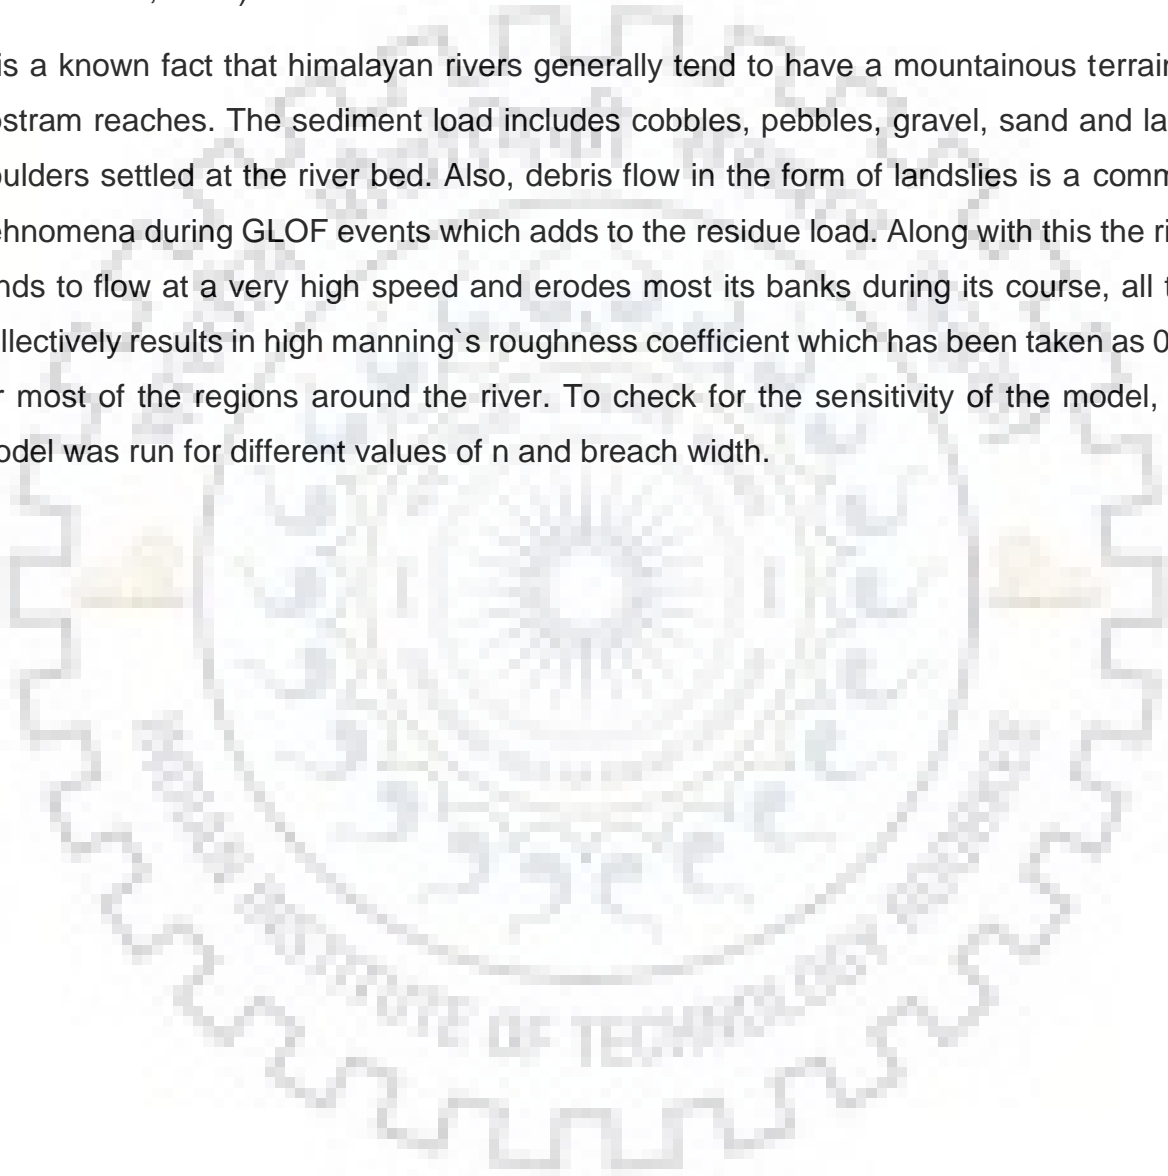 is a known fact that himalayan rivers generally tend to have a mountainous terrain
stram reaches. The sediment load includes cobbles, pebbles, gravel, sand and la
oulders settled at the river bed. Also, debris flow in the form of landslies is a comm
ehnomena during GLOF events which adds to the residue load. Along with this the ri
nds to flow at a very high speed and erodes most its banks during its course, all t
llectively results in high manning`s roughness coefficient which has been taken as 0
r most of the regions around the river. To check for the sensitivity of the model,
odel was run for different values of n and breach width.
INSTITUTE OF TECHNOLOGY